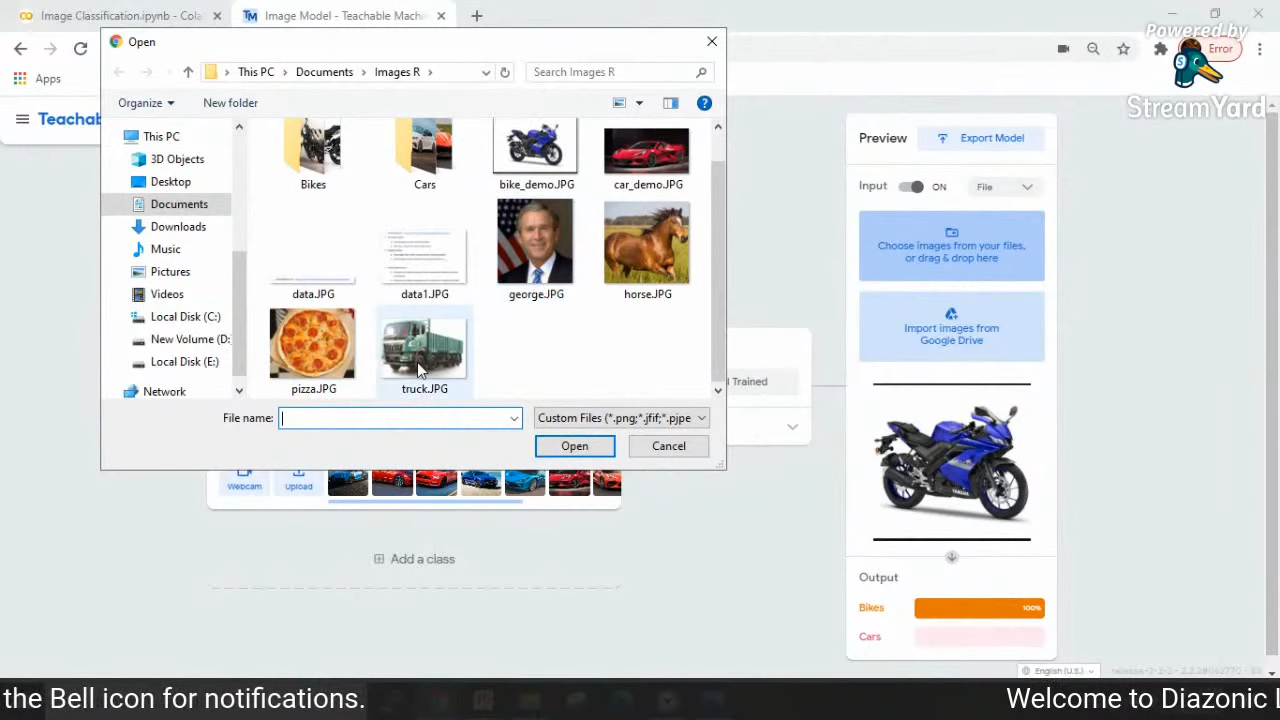 Image Classification.ipynb - Cola
Image Model - Teachable Machi
Error
Powered by
StreamYard
Apps
Teachab
Open
This PC
Documents
Images R
Search Images R
Organize
New folder
This PC
3D Objects
Desktop
Documents
Downloads
Music
Pictures
Videos
Local Disk (C:)
New Volume (D:
Local Disk (E:)
Network
Bikes
Cars
bike_demo.JPG
car_demo.JPG
data.JPG
data1.JPG
george.JPG
horse.JPG
pizza.JPG
truck.JPG
File name:
Custom Files (*.png;*.jfif;*.pjpe
Open
Cancel
Trained
Webcam
Upload
Add a class
Preview
Export Model
Input
ON
File
Choose images from your files,
or drag & drop here
Import images from
Google Drive
Output
Bikes
100%
Cars
English (U.S.)
the Bell icon for notifications.
Welcome to Diazonic